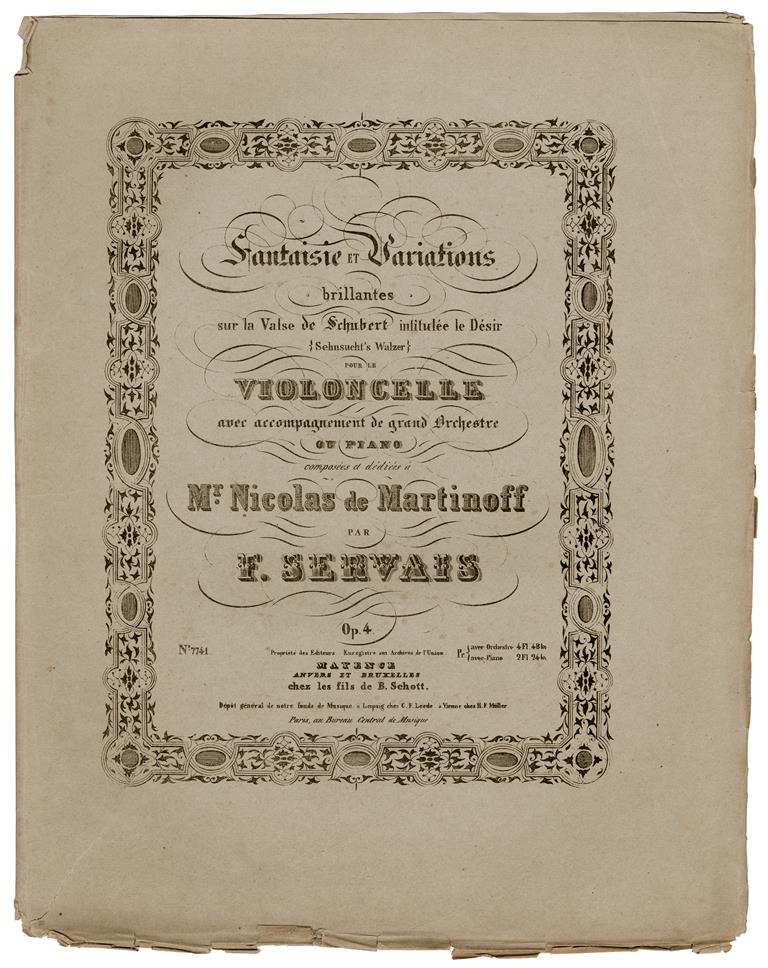 Fantaisie ET Variations
brillantes
sur la Valse de Schubert intitulée le Désir
{Sehnsucht's Walzer}
POUR LE
VIOLONCELLE
avec accompagnement de grand Orchestre
OU PIANO
composées et dédiées à
Mr. Nicolas de Martinoff
PAR
F. SERVAIS
Op. 4.
No. 7741.
Propriété des Editeurs Enregistré aux Archives de l'Union.
Pr. { avec Orchestre 4 Fl. 48 kr.
avec Piano 2 Fl 24 kr.
MAYENCE
ANVERS ET BRUXELLES
chez les fils de B. Schott.
Dépôt général de notre fonds de Musique à Leipzig chez C. F. Leede à Vienne chez H. F. Müller
Paris, au Bureau Central de Musique